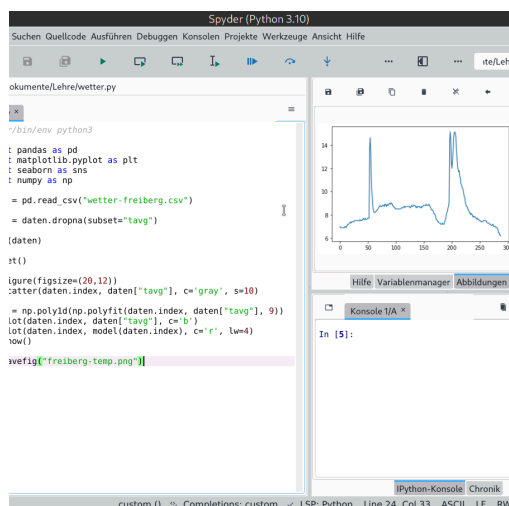 Spyder (Python 3.10)
Suchen Quellcode Ausführen Debuggen Konsolen Projekte Werkzeuge Ansicht Hilfe
ite/Leh
okumente/Lehre/wetter.py
r/bin/env python3
t pandas as pd
t matplotlib.pyplot as plt
t seaborn as sns
t numpy as np
= pd.read_csv("wetter-freiberg.csv")
= daten.dropna(subset="tavg")
(daten)
et()
igure(figsize=(20,12))
catter(daten.index, daten["tavg"], c='gray', s=10)
= np.poly1d(np.polyfit(daten.index, daten["tavg"], 9))
lot(daten.index, daten["tavg"], c='b')
lot(daten.index, model(daten.index), c='r', lw=4)
how()
avefig("freiberg-temp.png")
14
12
10
8
6
0 50 100 150 200 250 30
Hilfe Variablenmanager Abbildungen
Konsole 1/A
In [5]:
IPython-Konsole Chronik
custom () Completions: custom LSP: Python Line 24, Col 33 ASCII LF RW